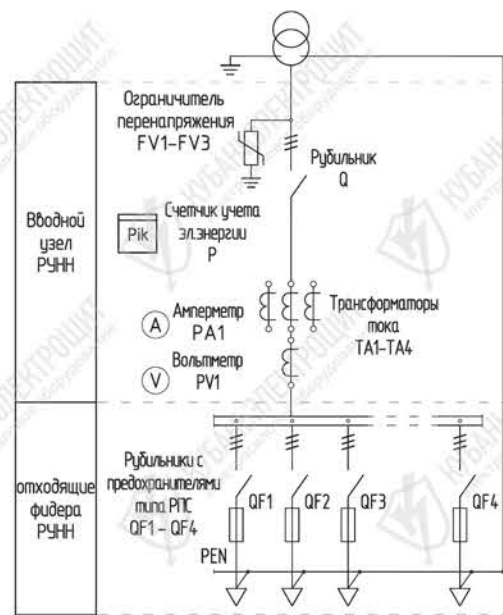 Ограничитель
перенапряжения
FV1-FV3
Рубильник
Q
Вводной
узел
РУНН
Счетчик учета
эл.энергии
P
Pik
A
Амперметр
PA1
Трансформаторы
тока
TA1-TA4
V
Вольтметр
PV1
отходящие
фидера
РУНН
Рубильники с
предохранителями
типа РПС
QF1 - QF4
QF1
QF2
QF3
QF4
PEN
КУБАНЬЭЛЕКТРОЩИТ